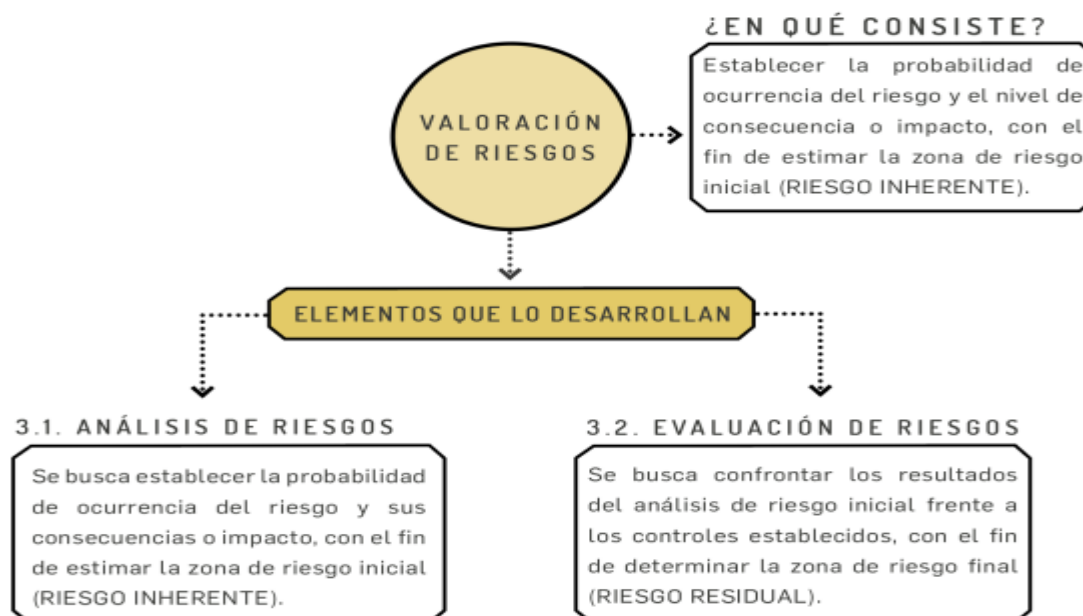 ¿EN QUÉ CONSISTE?
Establecer la probabilidad de
ocurrencia del riesgo y el nivel de
consecuencia o impacto, con el
fin de estimar la zona de riesgo
inicial (RIESGO INHERENTE).
VALORACIÓN
DE RIESGOS
ELEMENTOS QUE LO DESARROLLAN
3.1. ANÁLISIS DE RIESGOS
Se busca establecer la probabilidad
de ocurrencia del riesgo y sus
consecuencias o impacto, con el fin
de estimar la zona de riesgo inicial
(RIESGO INHERENTE).
3.2. EVALUACIÓN DE RIESGOS
Se busca confrontar los resultados
del análisis de riesgo inicial frente a
los controles establecidos, con el fin
de determinar la zona de riesgo final
(RIESGO RESIDUAL).